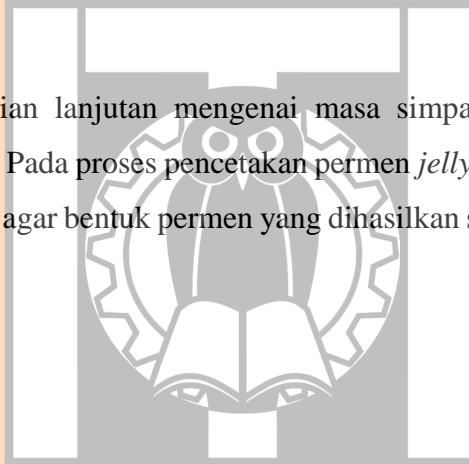 ian lanjutan mengenai masa simpa
Pada proses pencetakan permen jelly
agar bentuk permen yang dihasilkan s